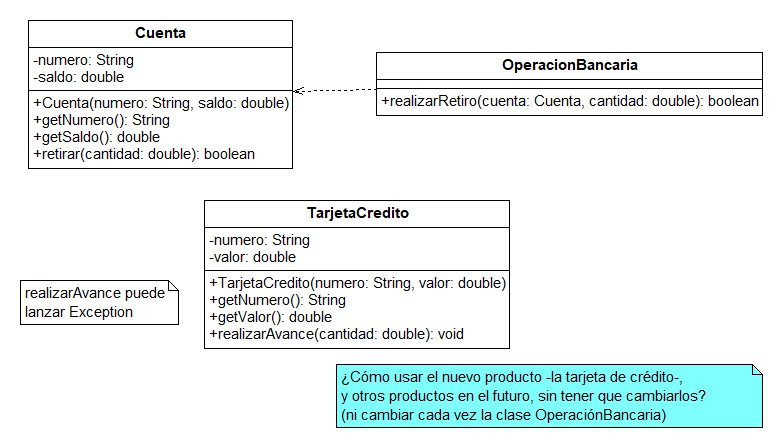 Cuenta
-numero: String
-saldo: double
+Cuenta(numero: String, saldo: double)
+getNumero(): String
+getSaldo(): double
+retirar(cantidad: double): boolean
OperacionBancaria
+realizarRetiro(cuenta: Cuenta, cantidad: double): boolean
TarjetaCredito
-numero: String
-valor: double
+TarjetaCredito(numero: String, valor: double)
+getNumero(): String
+getValor(): double
+realizarAvance(cantidad: double): void
realizarAvance puede
lanzar Exception
¿Cómo usar el nuevo producto -la tarjeta de crédito-,
y otros productos en el futuro, sin tener que cambiarlos?
(ni cambiar cada vez la clase OperaciónBancaria)